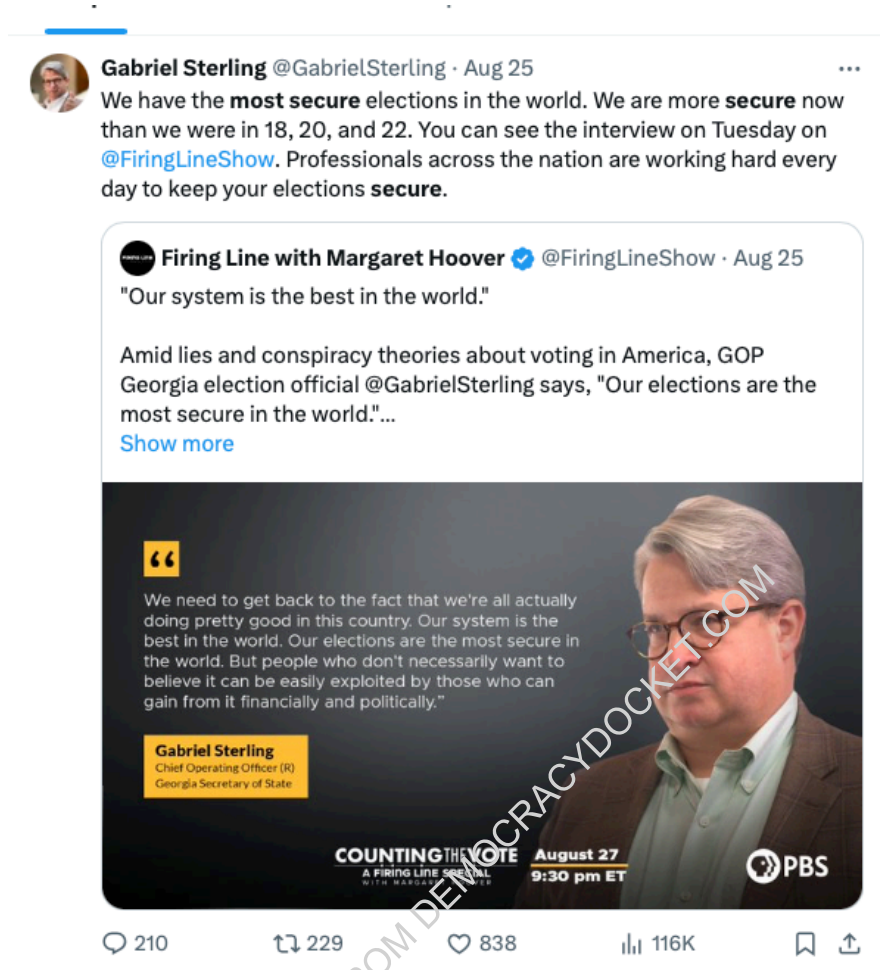 Gabriel Sterling @GabrielSterling · Aug 25
We have the most secure elections in the world. We are more secure now
than we were in 18, 20, and 22. You can see the interview on Tuesday on
@FiringLineShow. Professionals across the nation are working hard every
day to keep your elections secure.
Firing Line with Margaret Hoover @FiringLineShow · Aug 25
"Our system is the best in the world."
Amid lies and conspiracy theories about voting in America, GOP
Georgia election official @GabrielSterling says, "Our elections are the
most secure in the world."...
Show more
“
We need to get back to the fact that we're all actually
doing pretty good in this country. Our system is the
best in the world. Our elections are the most secure in
the world. But people who don't necessarily want to
believe it can be easily exploited by those who can
gain from it financially and politically.”
Gabriel Sterling
Chief Operating Officer (R)
Georgia Secretary of State
COUNTING THE VOTE
A FIRING LINE SPECIAL
WITH MARGARET HOOVER
August 27
9:30 pm ET
PBS
OM DEMOCRACYDOCKET.COM
210 229 838 116K